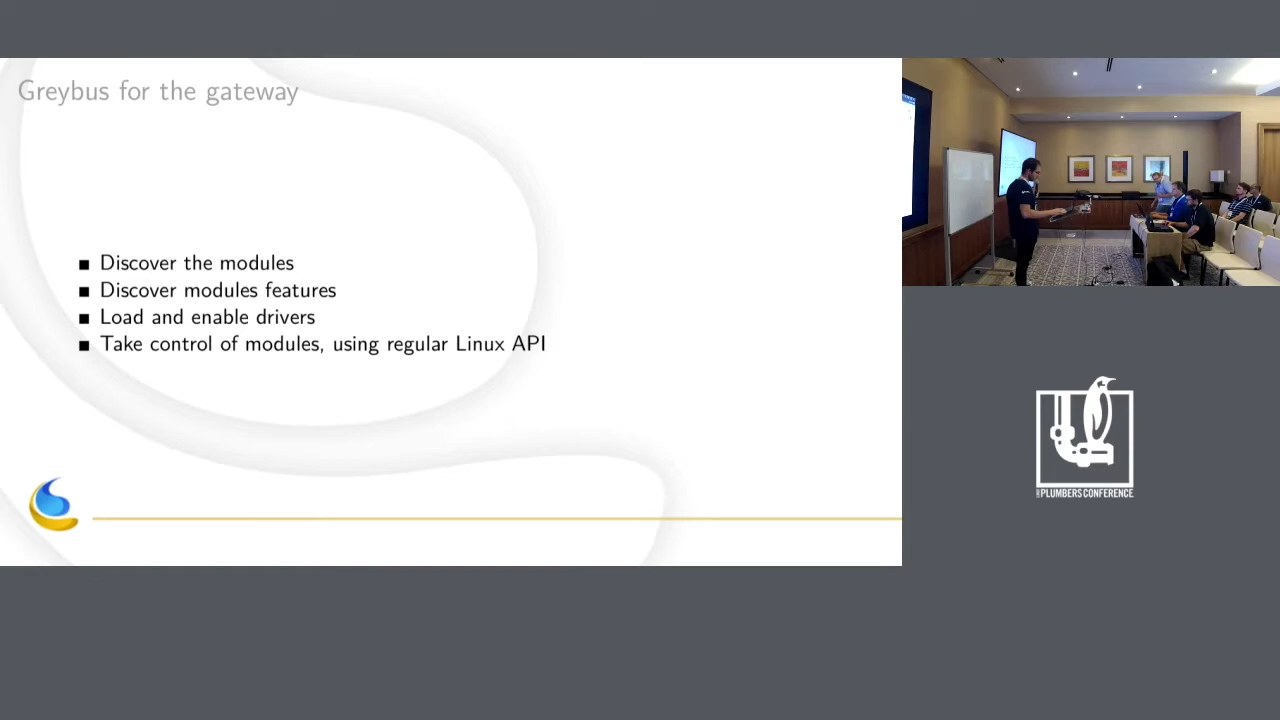 Greybus for the gateway
Discover the modules
Discover modules features
Load and enable drivers
Take control of modules, using regular Linux API
PLUMBERS CONFERENCE